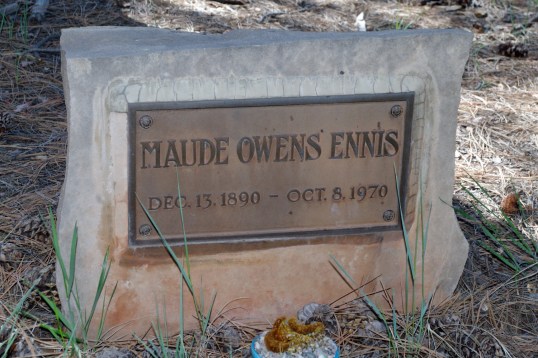 MAUDE OWENS ENNIS
DEC. 13. 1890 - OCT. 8. 1970